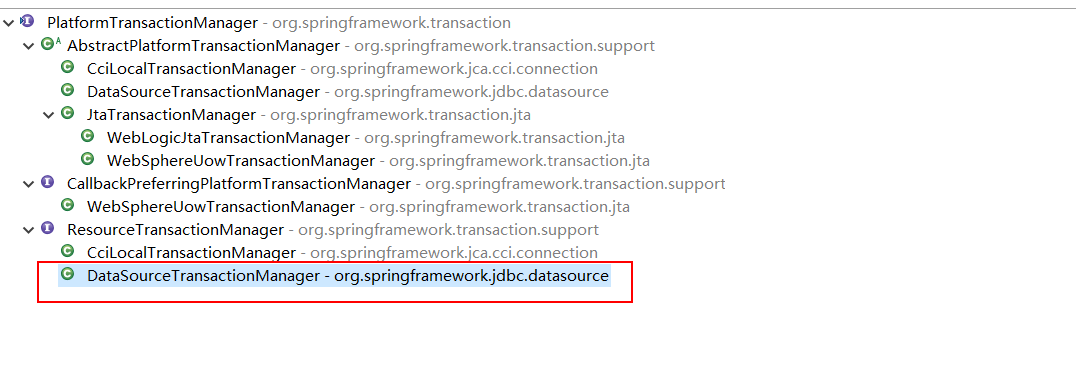 PlatformTransactionManager - org.springframework.transaction
AbstractPlatformTransactionManager - org.springframework.transaction.support
CciLocalTransactionManager - org.springframework.jca.cci.connection
DataSourceTransactionManager - org.springframework.jdbc.datasource
JtaTransactionManager - org.springframework.transaction.jta
WebLogicJtaTransactionManager - org.springframework.transaction.jta
WebSphereUowTransactionManager - org.springframework.transaction.jta
CallbackPreferringPlatformTransactionManager - org.springframework.transaction.support
WebSphereUowTransactionManager - org.springframework.transaction.jta
ResourceTransactionManager - org.springframework.transaction.support
CciLocalTransactionManager - org.springframework.jca.cci.connection
DataSourceTransactionManager - org.springframework.jdbc.datasource